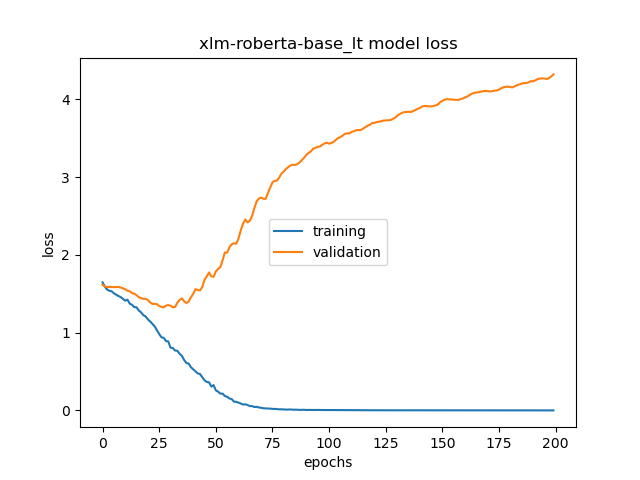 xlm-roberta-base_lt model loss
loss
4
3
2
1
0
training
validation
0 25 50 75 100 125 150 175 200
epochs